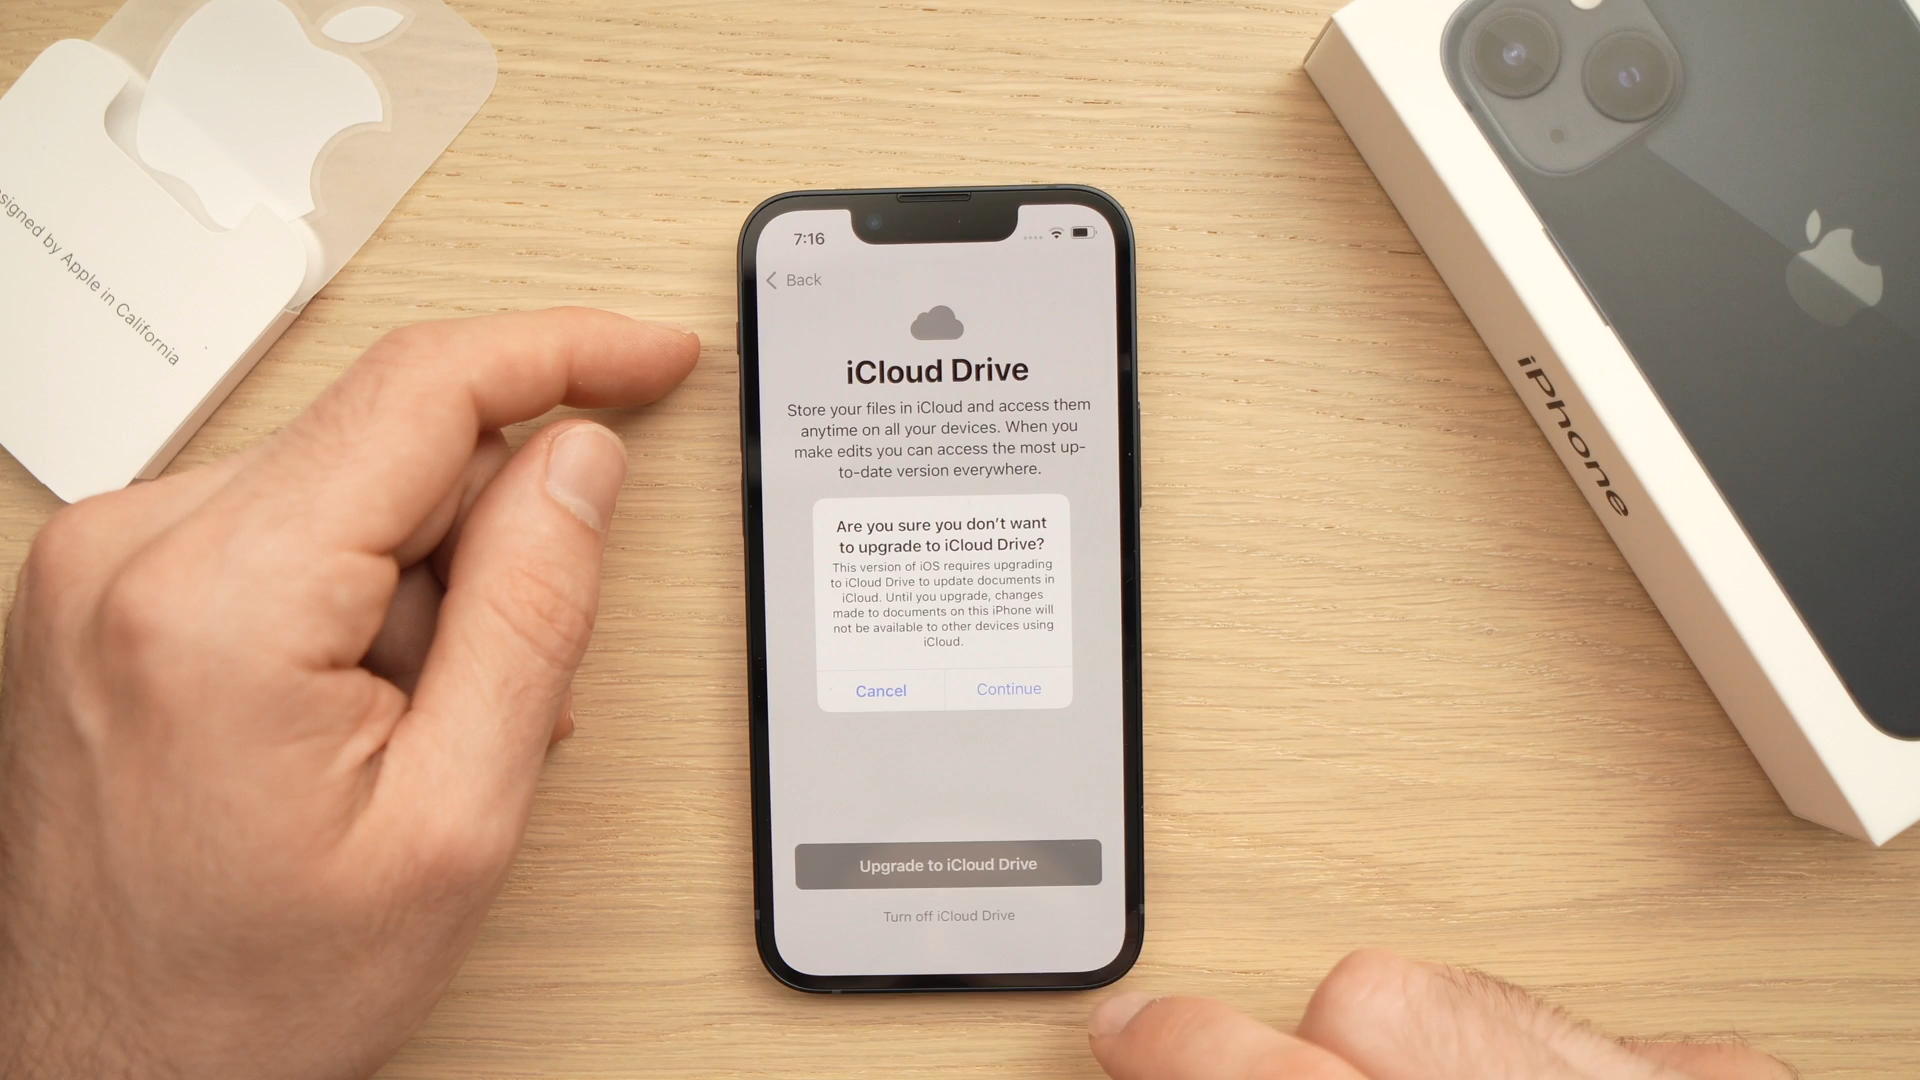 signed by Apple in California
7:16
Back
iCloud Drive
Store your files in iCloud and access them
anytime on all your devices. When you
make edits you can access the most up-
to-date version everywhere.
Are you sure you don't want
to upgrade to iCloud Drive?
This version of iOS requires upgrading
to iCloud Drive to update documents in
iCloud. Until you upgrade, changes
made to documents on this iPhone will
not be available to other devices using
iCloud.
Cancel
Continue
Upgrade to iCloud Drive
Turn off iCloud Drive
iPhone